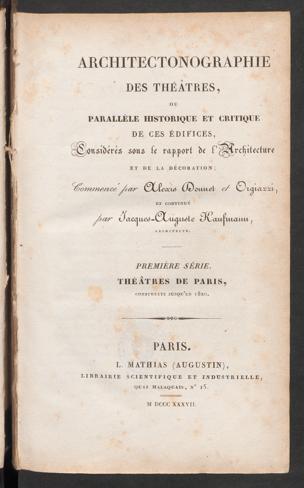 ARCHITECTONOGRAPHIE
DES THÉÂTRES,
OU
PARALLÈLE HISTORIQUE ET CRITIQUE
DE CES ÉDIFICES,
Considérés sous le rapport de l'Architecture
ET DE LA DÉCORATION;
Commencé par Alexis Donnet et Orgiazzi,
ET CONTINUÉ
par Jacques-Auguste Kaufmann,
ARCHITECTE.
PREMIÈRE SÉRIE.
THÉÂTRES DE PARIS,
CONSTRUITS JUSQU'EN 1820.
PARIS.
L. MATHIAS (AUGUSTIN),
LIBRAIRIE SCIENTIFIQUE ET INDUSTRIELLE,
QUAI MALAQUAIS, N° 15.
M DCCC XXXVII.